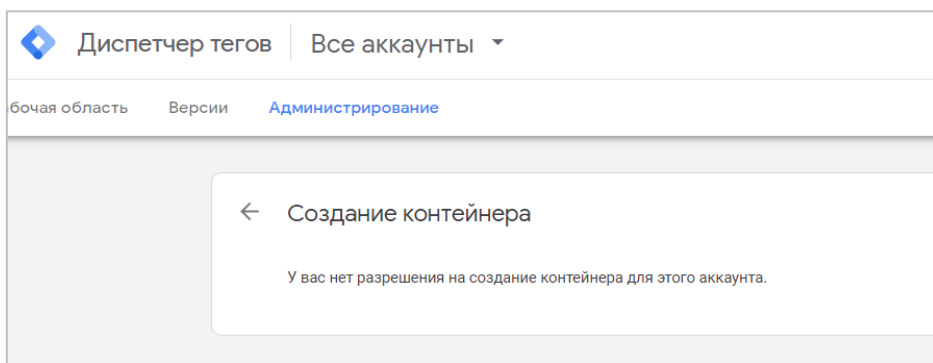 Диспетчер тегов Все аккаунты
бочая область Версии Администрирование
Создание контейнера
У вас нет разрешения на создание контейнера для этого аккаунта.